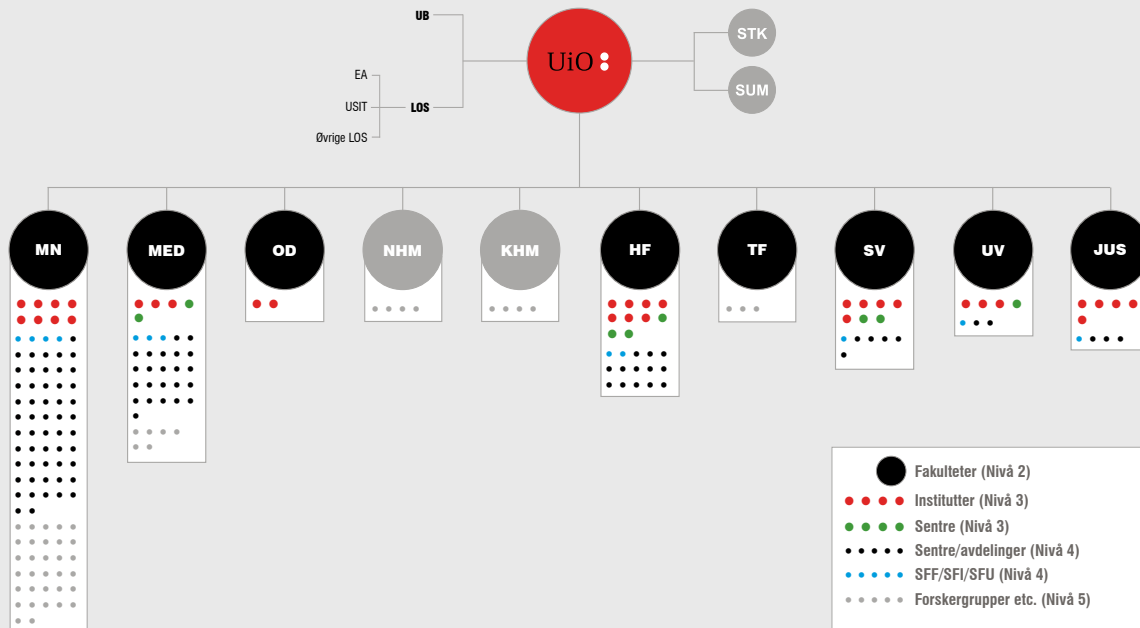 UB
UiO:
STK
EA
SUM
USIT
LOS
Øvrige LOS
MN
MED
OD
NHM
KHM
HF
TF
SV
UV
JUS
Fakulteter (Nivå 2)
Institutter (Nivå 3)
Sentre (Nivå 3)
Sentre/avdelinger (Nivå 4)
SFF/SFI/SFU (Nivå 4)
Forskergrupper etc. (Nivå 5)